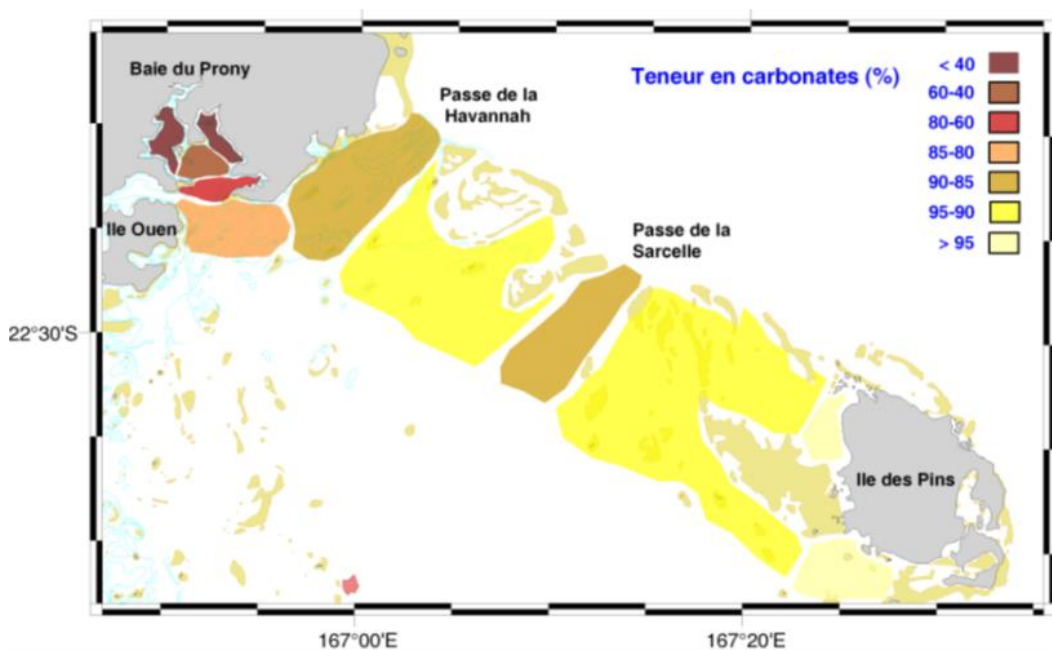 Baie du Prony
Passe de la
Havannah
Teneur en carbonates (%)
< 40
60-40
80-60
85-80
90-85
95-90
> 95
Ile Ouen
Passe de la
Sarcelle
22°30'S
Ile des Pins
167°00'E
167°20'E